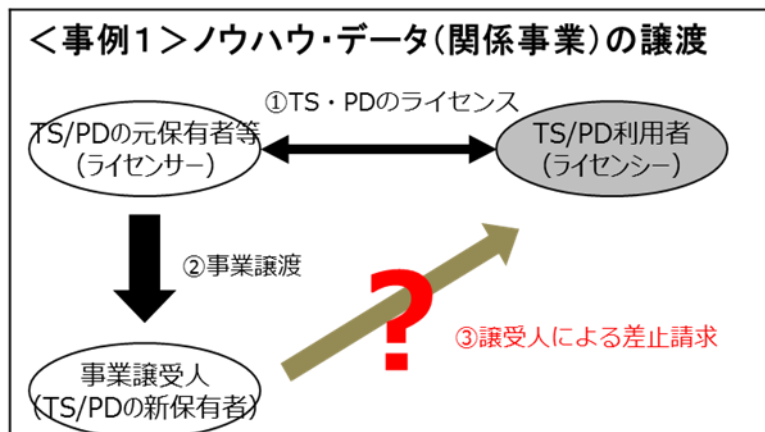 ＜事例１＞ノウハウ・データ（関係事業）の譲渡
①TS・PDのライセンス
TS/PDの元保有者等
（ライセンサー）
TS/PD利用者
（ライセンシー）
②事業譲渡
?
③譲受人による差止請求
事業譲受人
（TS/PDの新保有者）